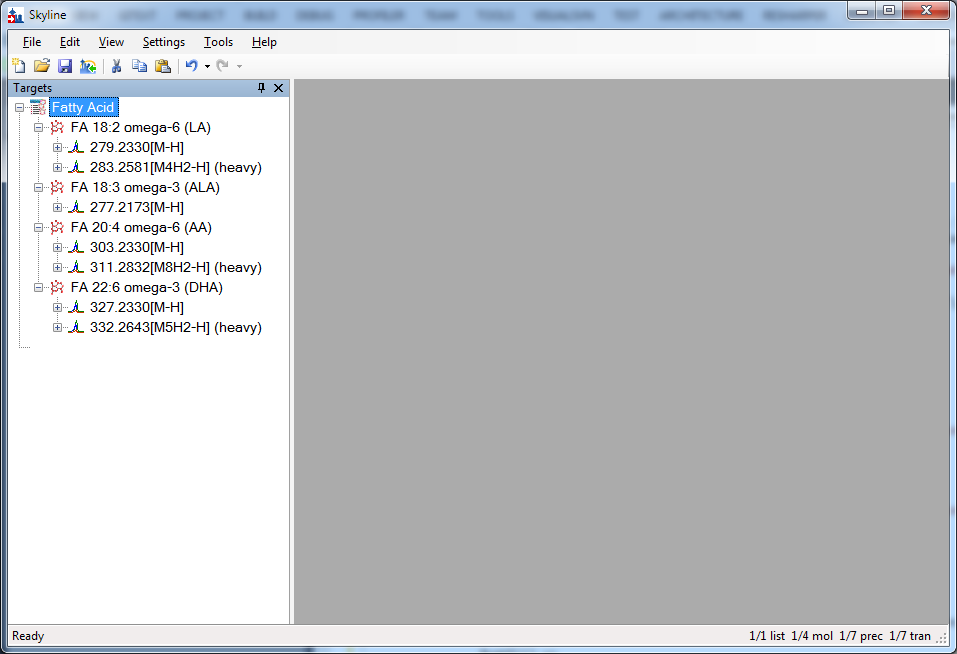 Skyline
File Edit View Settings Tools Help
Targets
Fatty Acid
FA 18:2 omega-6 (LA)
279.2330[M-H]
283.2581[M4H2-H] (heavy)
FA 18:3 omega-3 (ALA)
277.2173[M-H]
FA 20:4 omega-6 (AA)
303.2330[M-H]
311.2832[M8H2-H] (heavy)
FA 22:6 omega-3 (DHA)
327.2330[M-H]
332.2643[M5H2-H] (heavy)
Ready 1/1 list 1/4 mol 1/7 prec 1/7 tran